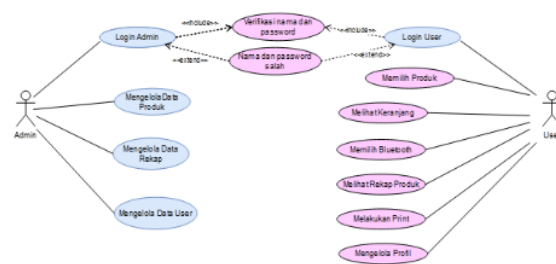 Verifikasi nama dan
password
<<include>>
<<include>>
Login Admin
Login User
Nama dan password
salah
<<extend>>
<<extend>>
Memilih Produk
Mengelola Data
Produk
Melihat Keranjang
Admin
User
Mengelola Data
Rekap
Memilih Bluetooth
Melihat Rekap Produk
Mengelola Data User
Melakukan Print
Mengelola Profil